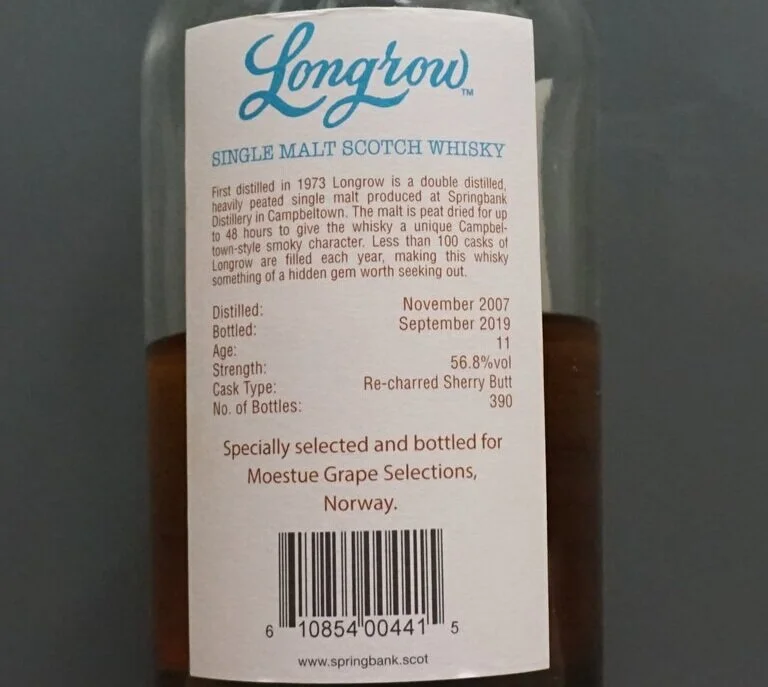 Longrow™
SINGLE MALT SCOTCH WHISKY
First distilled in 1973 Longrow is a double distilled,
heavily peated single malt produced at Springbank
Distillery in Campbeltown. The malt is peat dried for up
to 48 hours to give the whisky a unique Campbel-
town-style smoky character. Less than 100 casks of
Longrow are filled each year, making this whisky
something of a hidden gem worth seeking out.
Distilled: November 2007
Bottled: September 2019
Age: 11
Strength: 56.8%vol
Cask Type: Re-charred Sherry Butt
No. of Bottles: 390
Specially selected and bottled for
Moestue Grape Selections,
Norway.
6 10854 00441 5
www.springbank.scot